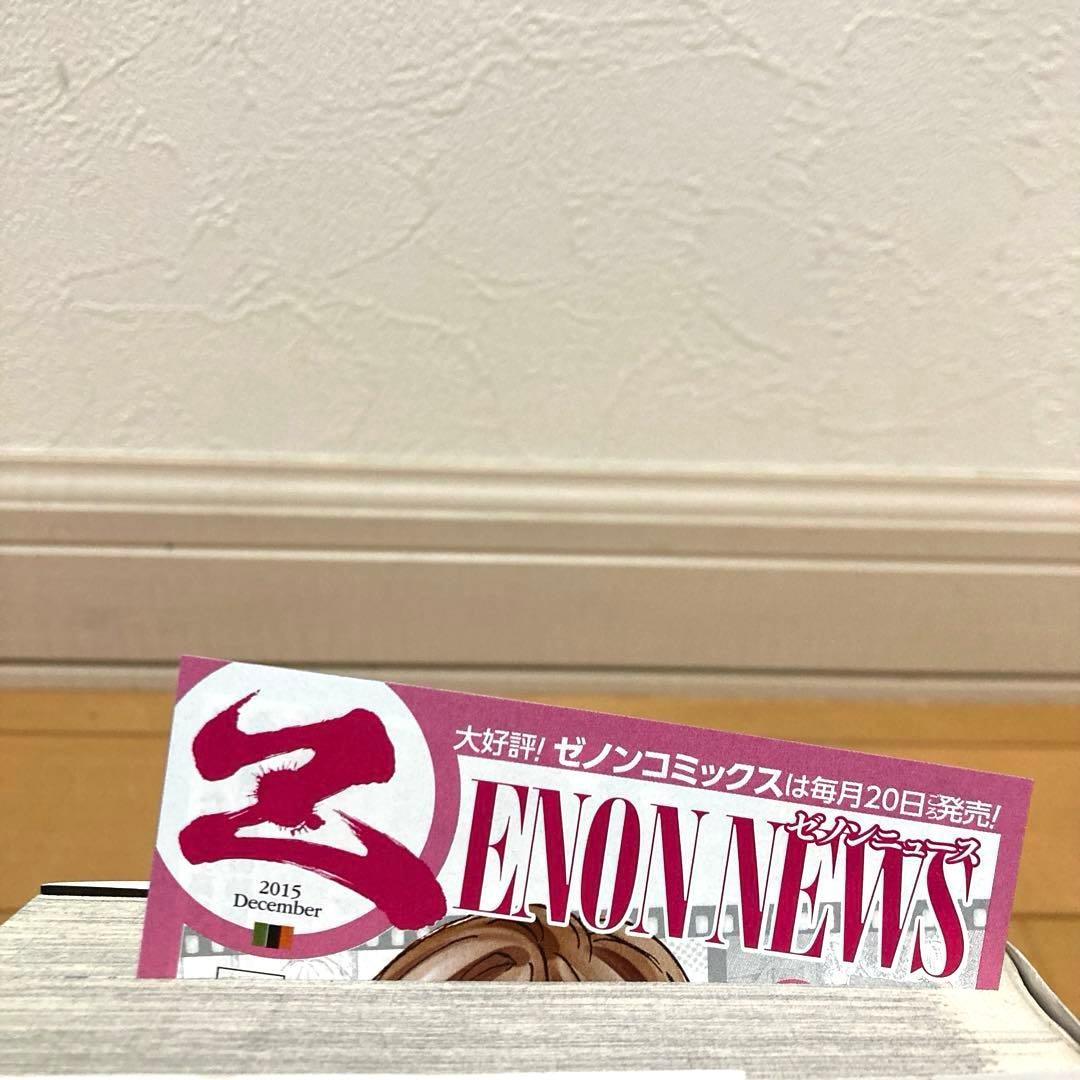 大好評!ゼノンコミックスは毎月20日ごろ発売!
ZENON NEWS
ゼノンニュース
2015
December